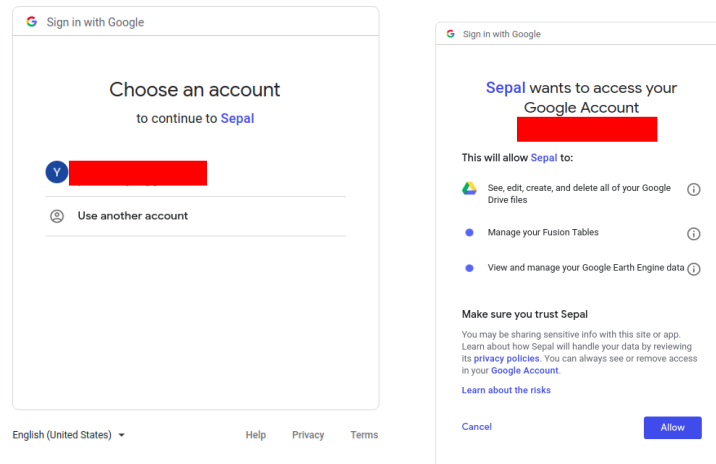 Sign in with Google
Choose an account
to continue to Sepal
Y
Use another account
English (United States)
Help Privacy Terms
Sign in with Google
Sepal wants to access your
Google Account
This will allow Sepal to:
See, edit, create, and delete all of your Google
Drive files
Manage your Fusion Tables
View and manage your Google Earth Engine data
Make sure you trust Sepal
You may be sharing sensitive info with this site or app.
Learn about how Sepal will handle your data by reviewing
its privacy policies. You can always see or remove access
in your Google Account.
Learn about the risks
Cancel Allow